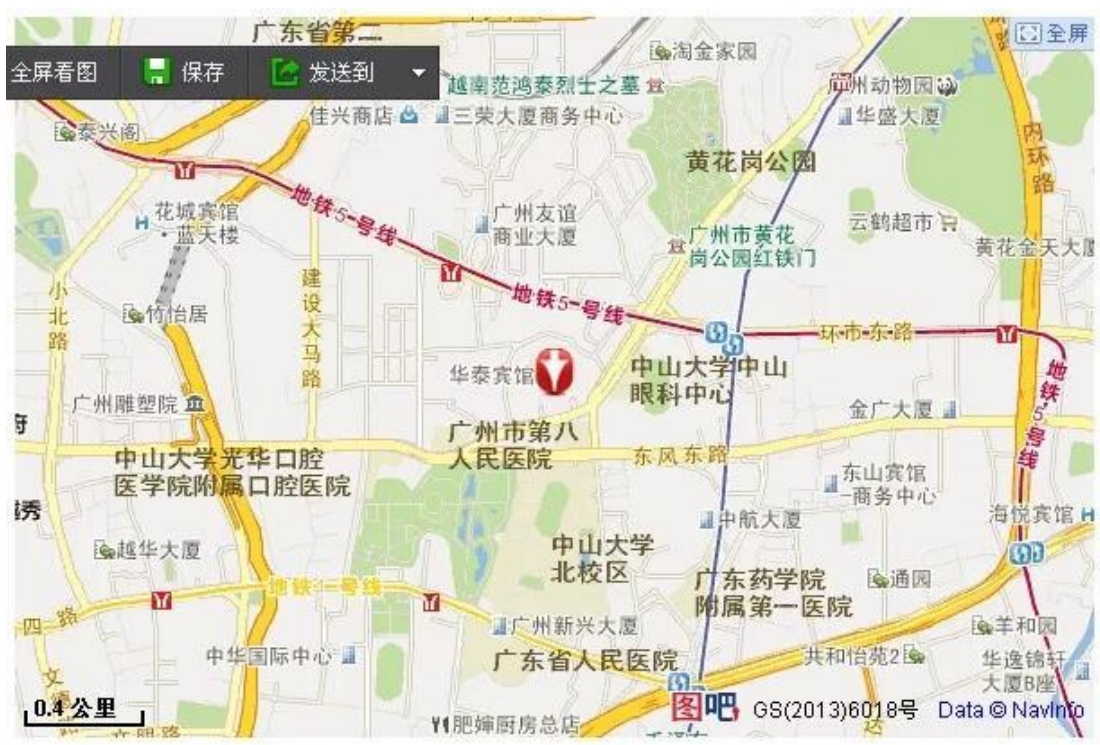 广东省第二
全屏
淘金家园
全屏看图
保存
发送到
越南范鸿泰烈士之墓
广州动物园
佳兴商店
三荣大厦商务中心
华盛大厦
泰兴阁
内环路
黄花岗公园
地铁5号线
花城宾馆
·蓝天楼
广州友谊
商业大厦
云鹤超市
广州市黄花
岗公园红铁门
黄花金天大厦
建设大马路
小北路
竹怡居
地铁5号线
环市东路
中山大学中山
眼科中心
华泰宾馆
地铁5号线
广州雕塑院
金广大厦
府
广州市第八
人民医院
东风东路
中山大学光华口腔
医学院附属口腔医院
东山宾馆
-商务中心
越秀
中航大厦
海悦宾馆
越华大厦
中山大学
北校区
广东药学院
附属第一医院
通园
地铁1号线
四路
广州新兴大厦
羊和园
中华国际中心
广东省人民医院
共和怡苑2
华逸锦轩
大厦B座
文德
0.4 公里
图吧
GS(2013)6018号
Data © NavInfo
文明路
肥婶厨房总店